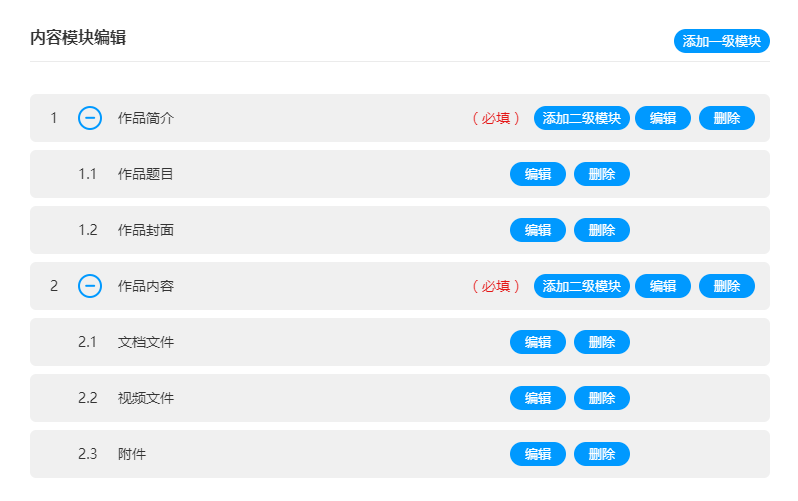 内容模块编辑 添加一级模块
1 作品简介 （必填） 添加二级模块 编辑 删除
1.1 作品题目 编辑 删除
1.2 作品封面 编辑 删除
2 作品内容 （必填） 添加二级模块 编辑 删除
2.1 文档文件 编辑 删除
2.2 视频文件 编辑 删除
2.3 附件 编辑 删除